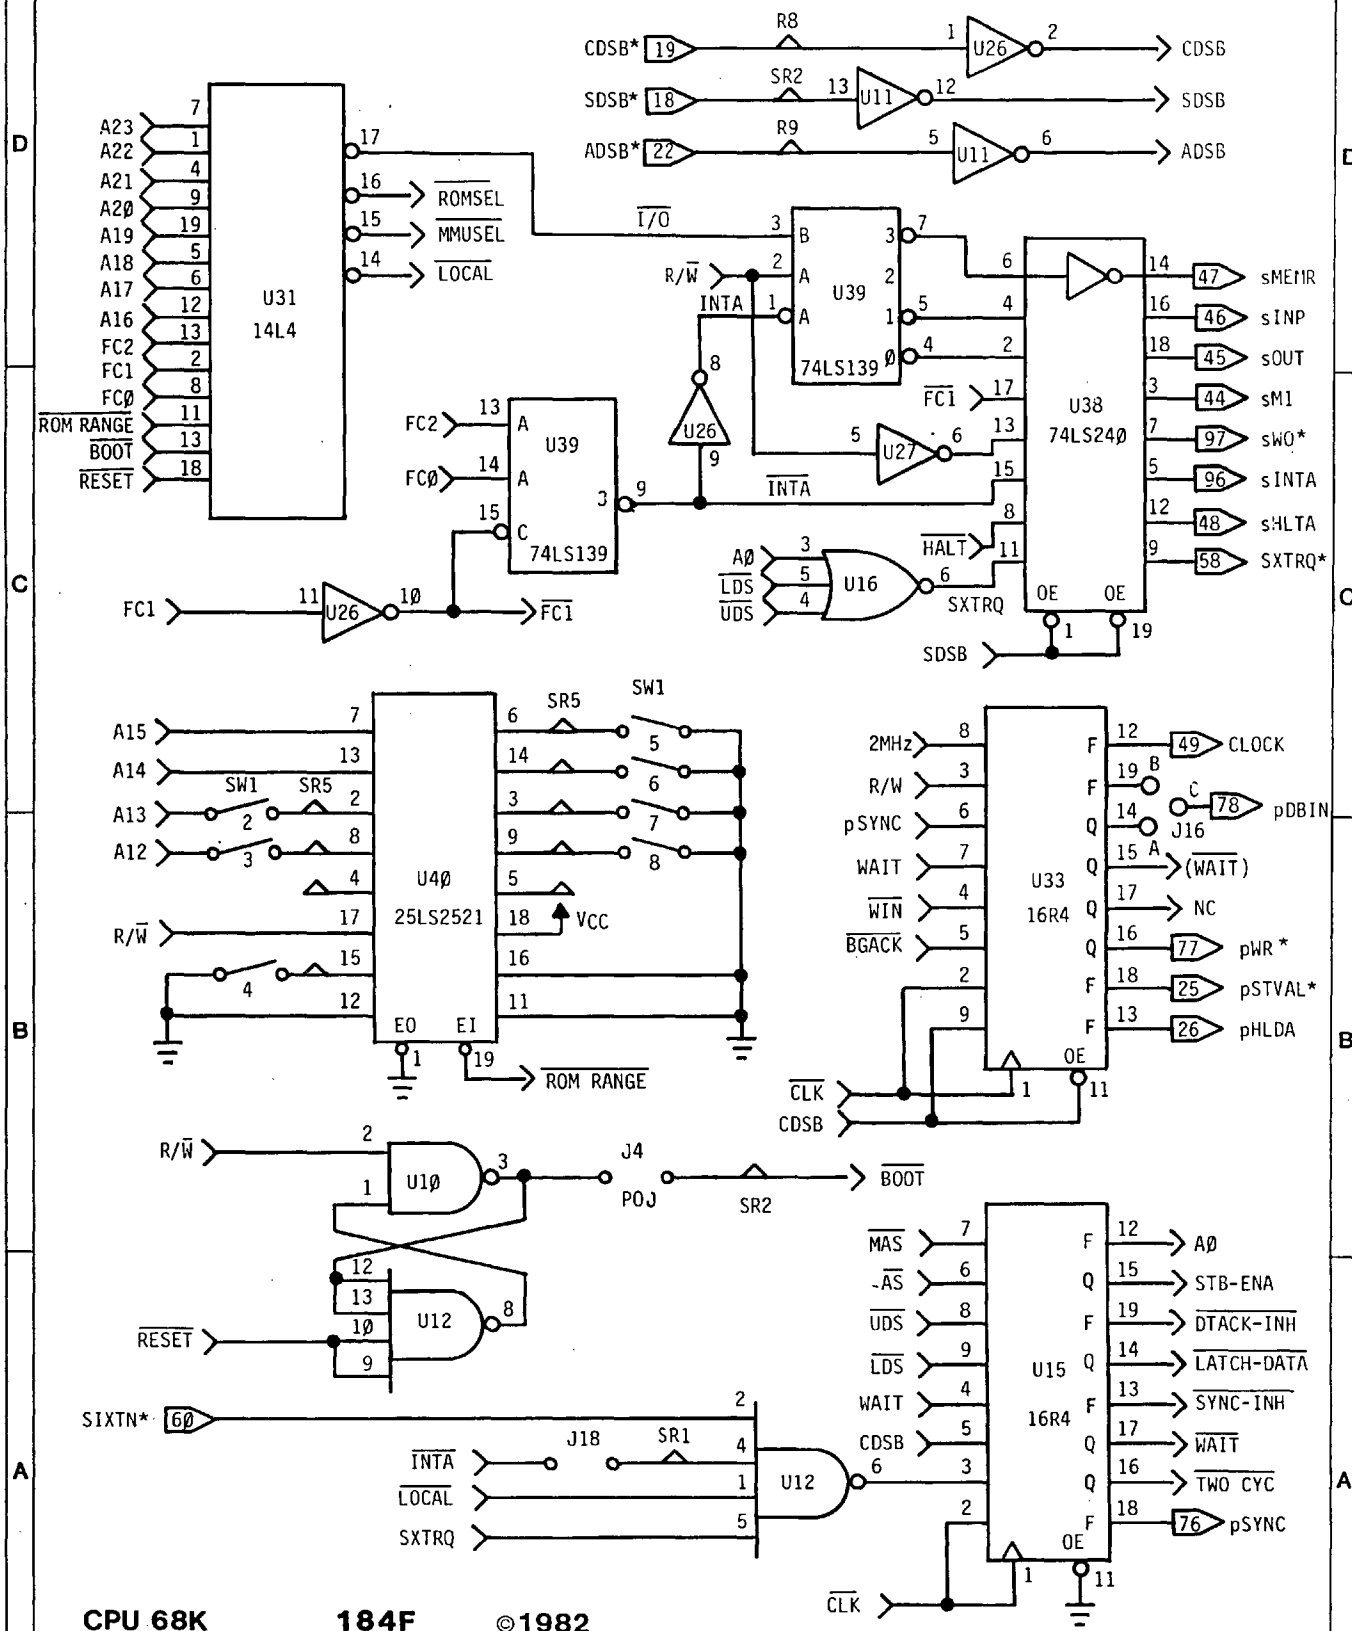 R8
CDSB* 19 1 U26 2 CDSB
SR2
SDSB* 18 13 U11 12 SDSB
R9
ADSB* 22 5 U11 6 ADSB
D
D
A23 7
A22 1
A21 4
A20 9
A19 19
A18 5
A17 6
A16 12
FC2 13
FC1 2
FCØ 8
ROM RANGE 11
BOOT 13
RESET 18
U31
14L4
17
16 ROMSEL
15 MMUSEL
14 LOCAL
I/O 3 B
R/W 2 A
INTA 1 A
U39
3 7
2
1 5
Ø 4
74LS139
8
U26
9
FC2 13 A
FCØ 14 A
15 C
U39
3 9
74LS139
INTA
FC1 11 U26 10 FC1
5 U27 6
AØ 3
LDS 5
UDS 4
U16
6
SXTRQ
6 14 47 sMEMR
4 16 46 sINP
2 18 45 sOUT
FC1 17 3 44 sM1
U38
74LS240
13 7 97 sWO*
15 5 96 sINTA
8 12 48 sHLTA
HALT
11 9 58 SXTRQ*
OE OE
1 19
SDSB
C
C
A15 7
A14 13
SW1 SR5
A13 2 2
A12 3 8
4
R/W 17
4 15
12
U40
25LS2521
EO EI
1 19
ROM RANGE
SR5 SW1
6 5
14 6
3 7
9 8
5
18 VCC
16
11
2MHz 8
R/W 3
pSYNC 6
WAIT 7
WIN 4
BGACK 5
2
9
U33
16R4
F 12 49 CLOCK
F 19 B
C 78 pDBIN
Q 14 J16
A
Q 15 (WAIT)
Q 17 NC
Q 16 77 pWR*
F 18 25 pSTVAL*
F 13 26 pHLDA
OE
1 11
CLK
CDSB
B
B
R/W 2
1
U10
3
J4
POJ
SR2
BOOT
12
13
10
9
U12
8
RESET
SIXTN* 60 2
INTA J18 SR1 4
LOCAL 1
SXTRQ 5
U12
6
MAS 7
-AS 6
UDS 8
LDS 9
WAIT 4
CDSB 5
3
2
U15
16R4
F 12 AØ
Q 15 STB-ENA
F 19 DTACK-INH
Q 14 LATCH-DATA
F 13 SYNC-INH
Q 17 WAIT
Q 16 TWO CYC
F 18 76 pSYNC
OE
1 11
CLK
A
A
CPU 68K 184F ©1982